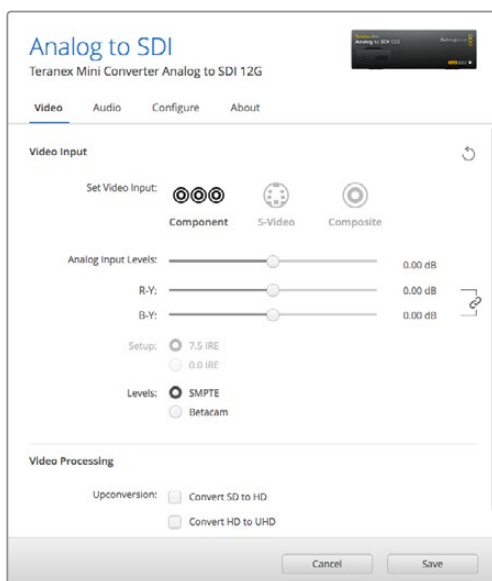 Analog to SDI
Teranex Mini Converter Analog to SDI 12G
Video Audio Configure About
Video Input
Set Video Input:
Component S-Video Composite
Analog Input Levels: 0.00 dB
R-Y: 0.00 dB
B-Y: 0.00 dB
Setup: 7.5 IRE
0.0 IRE
Levels: SMPTE
Betacam
Video Processing
Upconversion: Convert SD to HD
Convert HD to UHD
Cancel Save